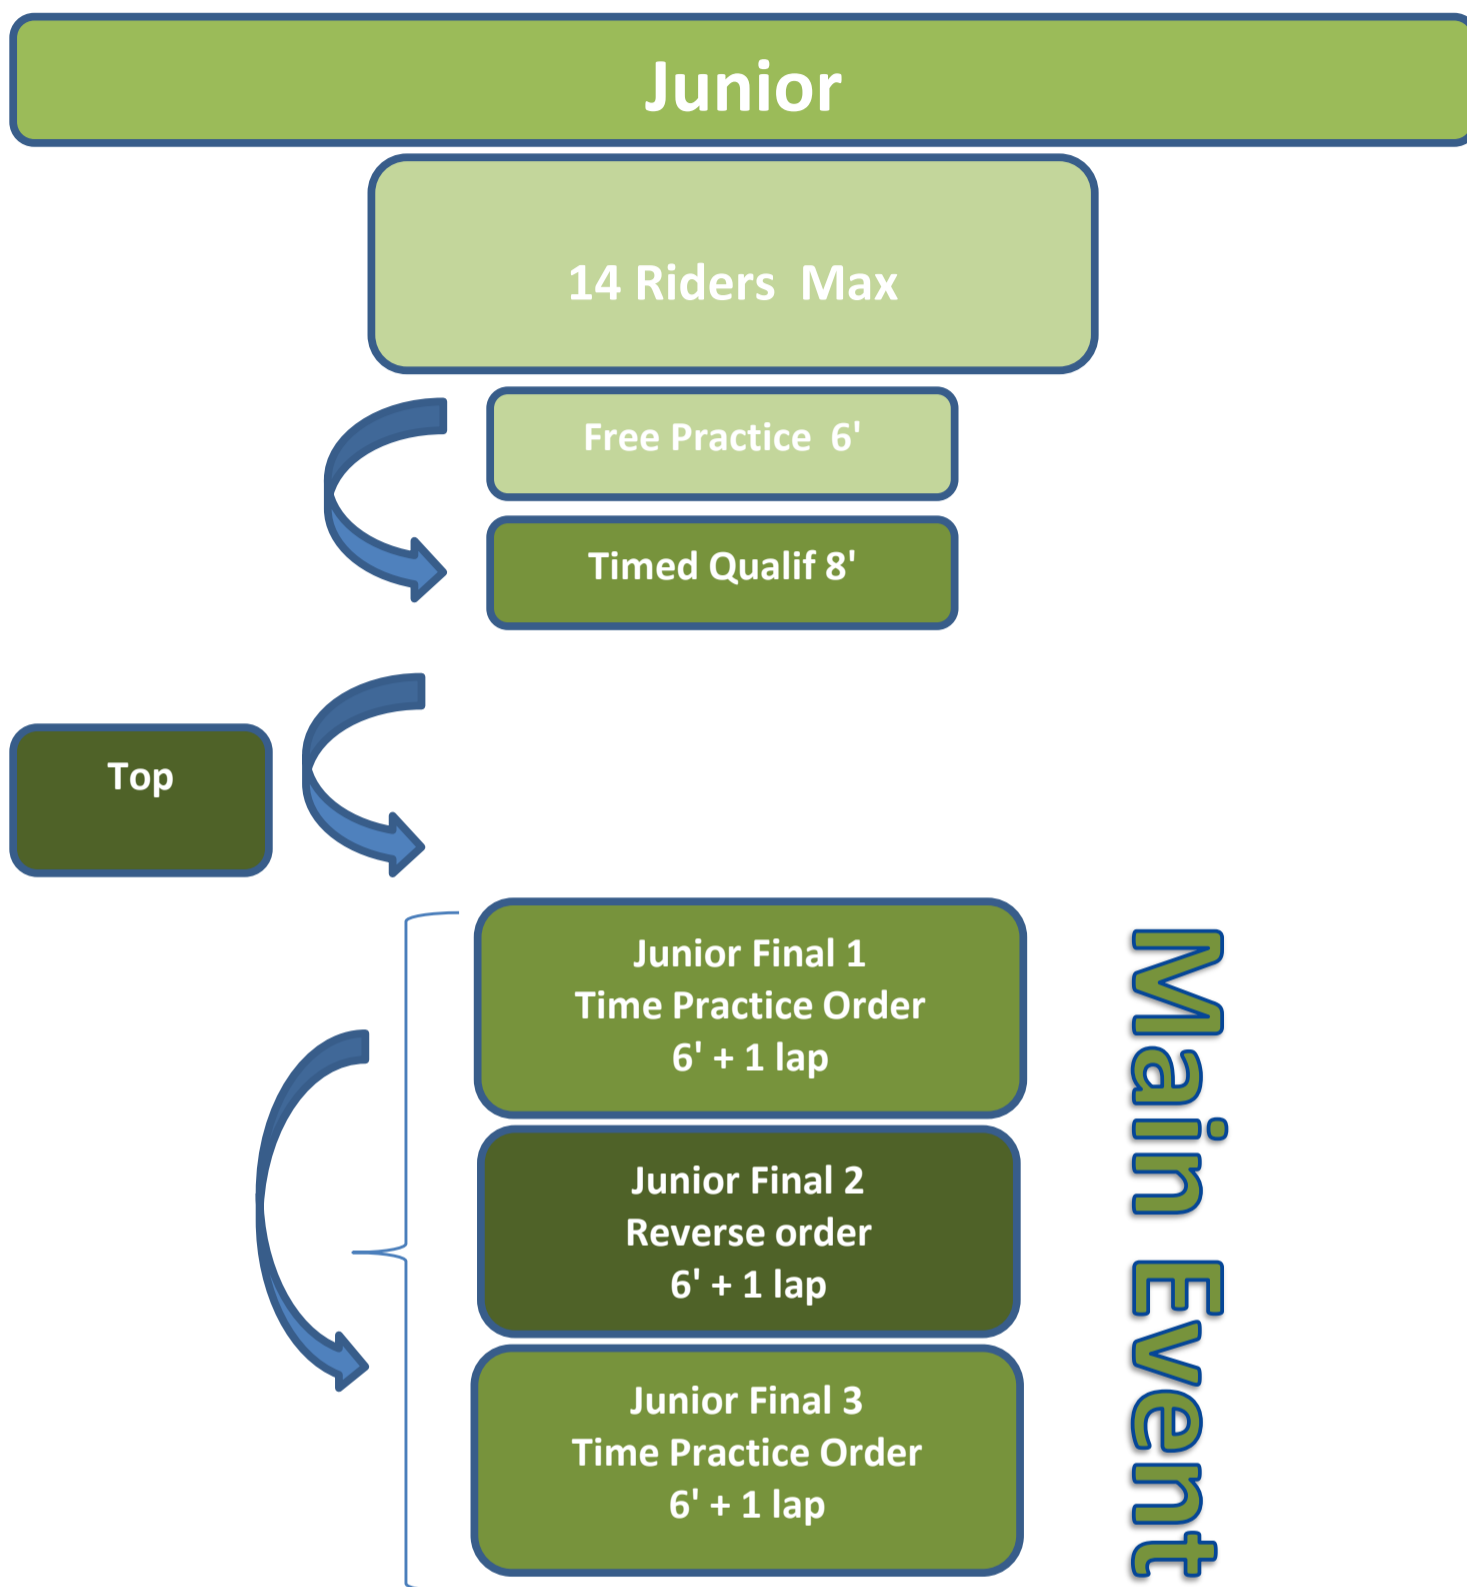 Junior
14 Riders  Max
Free Practice  6'
Timed Qualif 8'
Top
Junior Final 1
Time Practice Order
6' + 1 lap
Junior Final 2
Reverse order
6' + 1 lap
Junior Final 3
Time Practice Order
6' + 1 lap
Main Event